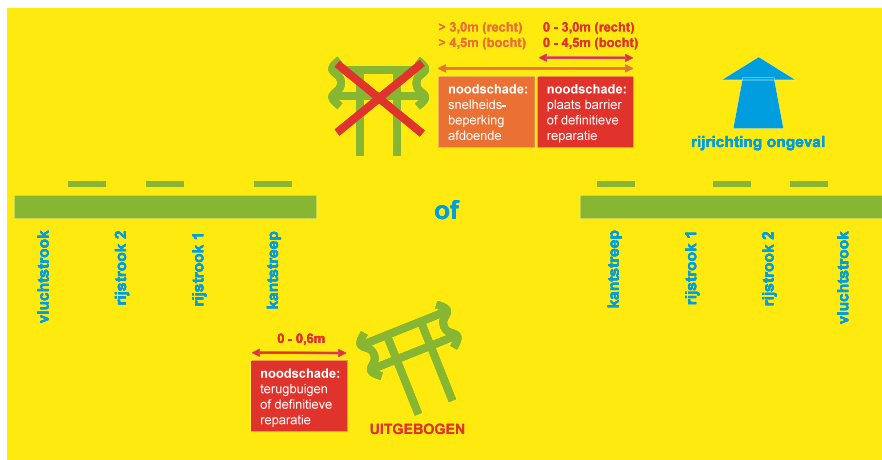 > 3,0m (recht)
> 4,5m (bocht)
0 - 3,0m (recht)
0 - 4,5m (bocht)
noodschade:
snelheids-
beperking
afdoende
noodschade:
plaats barrier
of definitieve
reparatie
rijrichting ongeval
of
vluchtstrook
rijstrook 2
rijstrook 1
kantstreep
kantstreep
rijstrook 1
rijstrook 2
vluchtstrook
0 - 0,6m
noodschade:
terugbuigen
of definitieve
reparatie
UITGEBOGEN